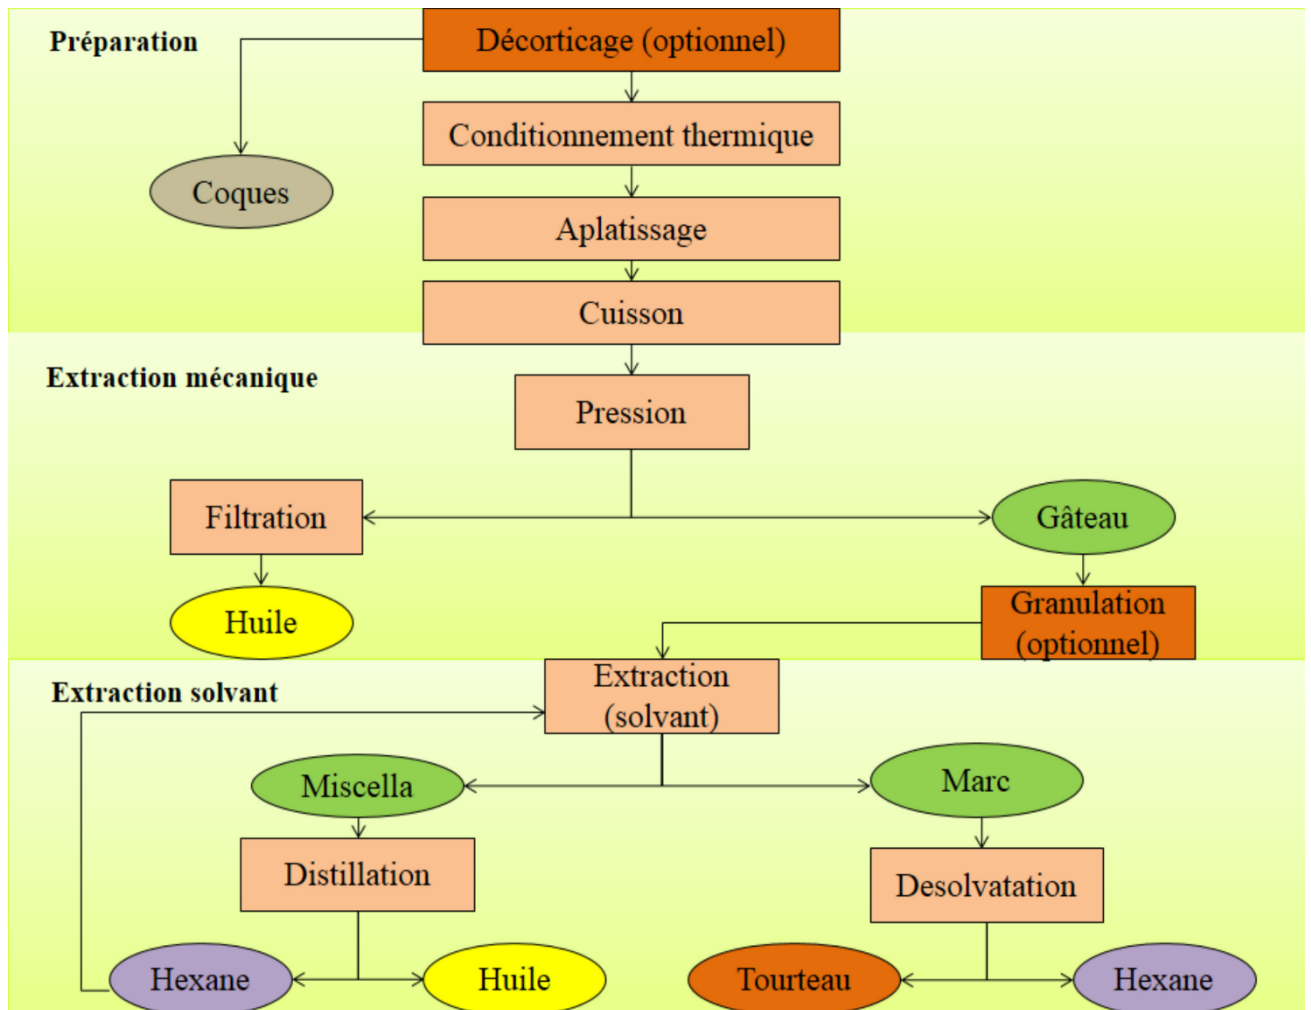 Préparation
Décorticage (optionnel)
Conditionnement thermique
Coques
Aplatissage
Cuisson
Extraction mécanique
Pression
Filtration
Gâteau
Huile
Granulation
(optionnel)
Extraction solvant
Extraction
(solvant)
Miscella
Marc
Distillation
Desolvatation
Hexane
Huile
Tourteau
Hexane